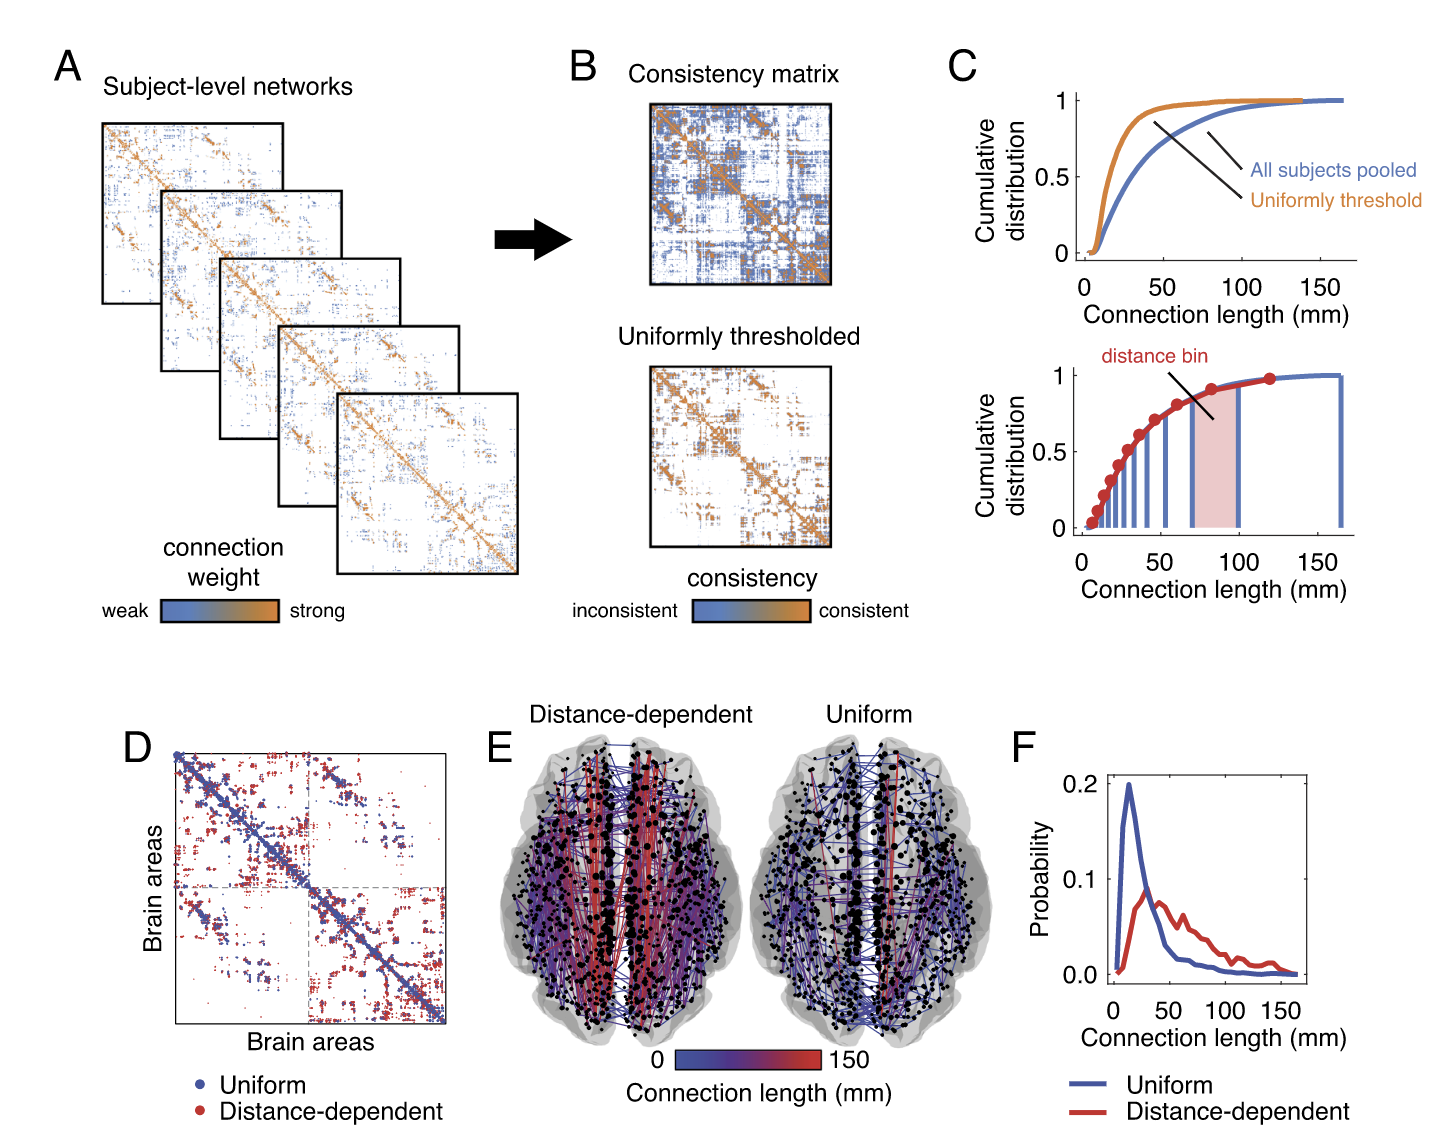 A
Subject-level networks
connection
weight
weak
strong
B
Consistency matrix
Uniformly thresholded
consistency
inconsistent
consistent
C
Cumulative
distribution
1
0.5
0
0
50
100
150
Connection length (mm)
All subjects pooled
Uniformly threshold
distance bin
Cumulative
distribution
1
0.5
0
0
50
100
150
Connection length (mm)
D
Brain areas
Brain areas
Uniform
Distance-dependent
E
Distance-dependent
Uniform
0
150
Connection length (mm)
F
Probability
0.2
0.1
0.0
0
50
100
150
Connection length (mm)
Uniform
Distance-dependent